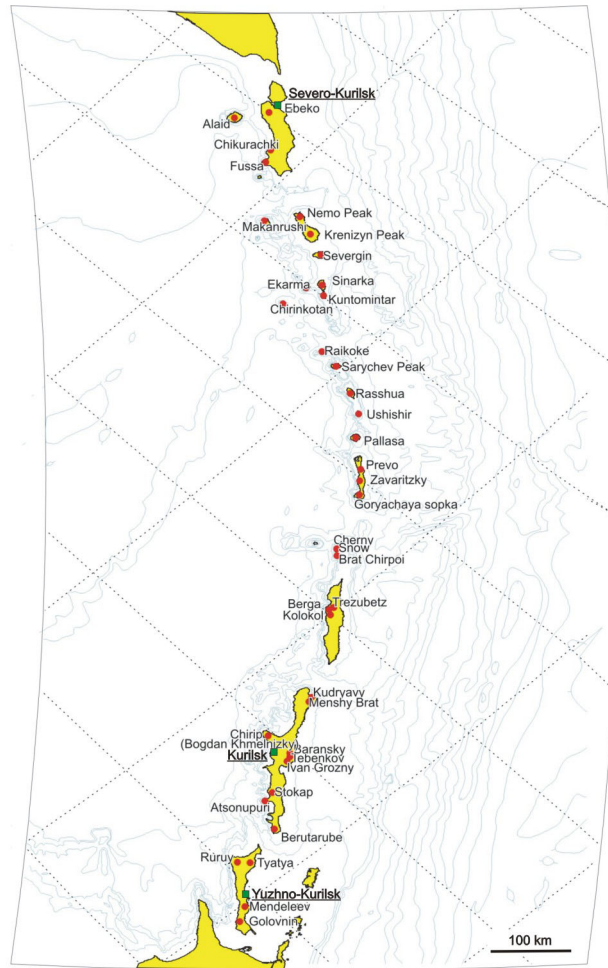 Severo-Kurilsk
Ebeko
Alaid
Chikurachki
Fussa
Nemo Peak
Makanrushi
Krenizyn Peak
Severgin
Sinarka
Ekarma
Kuntomintar
Chirinkotan
Raikoke
Sarychev Peak
Rasshua
Ushishir
Pallasa
Prevo
Zavaritzky
Goryachaya sopka
Cherny
Snow
Brat Chirpoi
Berga
Trezubetz
Kolokol
Kudryavy
Menshy Brat
Chirip
(Bogdan Khmelnizky)
Baransky
Kurilsk
Tebenkov
Ivan Grozny
Stokap
Atsonupuri
Berutarube
Ruruy
Tyatya
Yuzhno-Kurilsk
Mendeleev
Golovnin
100 km